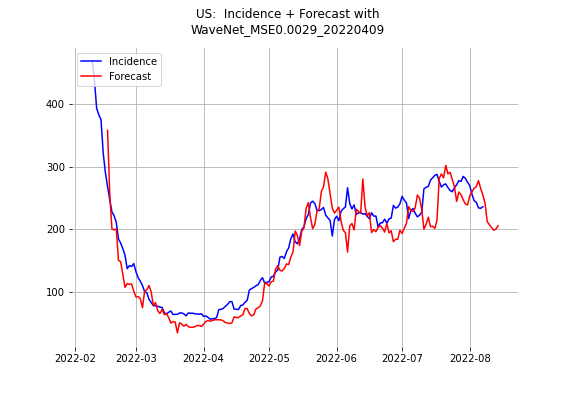 US:  Incidence + Forecast with
WaveNet_MSE0.0029_20220409
Incidence
Forecast
400
300
200
100
2022-02
2022-03
2022-04
2022-05
2022-06
2022-07
2022-08